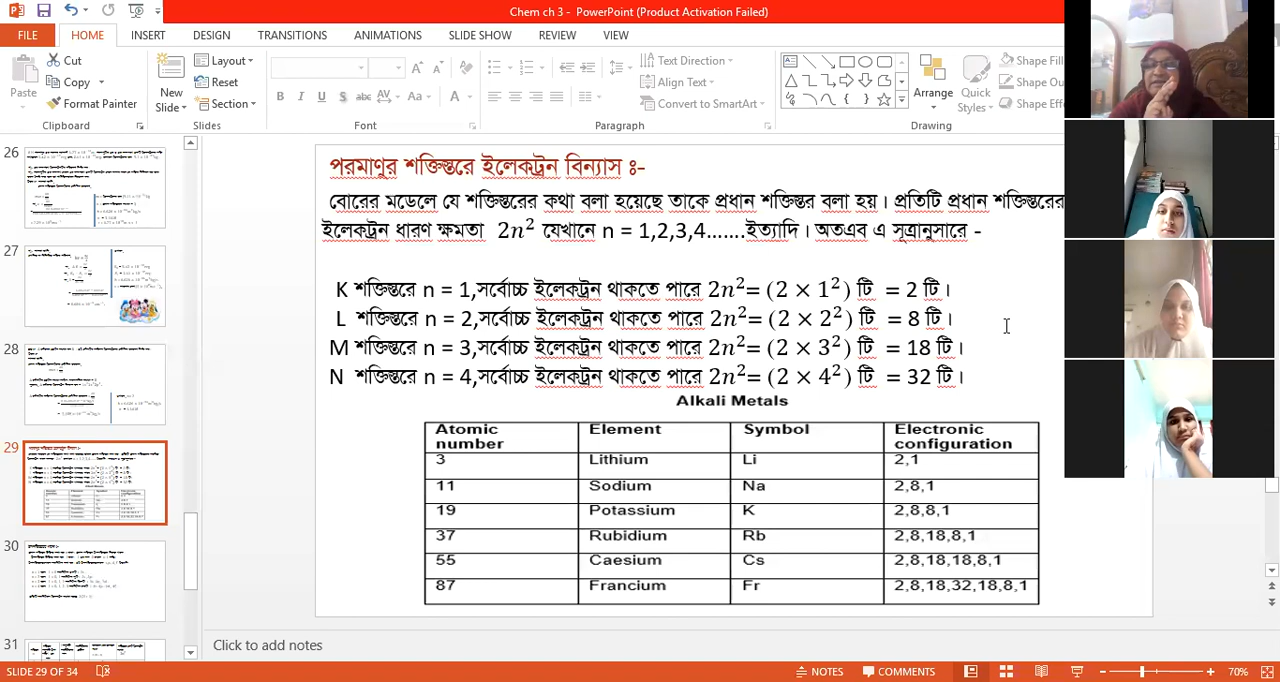 Chem ch 3 - PowerPoint (Product Activation Failed)
FILE HOME INSERT DESIGN TRANSITIONS ANIMATIONS SLIDE SHOW REVIEW VIEW
Paste
Cut
Copy
Format Painter
Clipboard
New Slide
Layout
Reset
Section
Slides
B I U S abc AV Aa A
Font
Text Direction
Align Text
Convert to SmartArt
Paragraph
Arrange
Quick Styles
Shape Fill
Shape Ou
Shape Effe
Drawing
26
27
28
29
30
31
পরমাণুর শক্তিস্তরে ইলেকট্রন বিন্যাস ঃ-
বোরের মডেলে যে শক্তিস্তরের কথা বলা হয়েছে তাকে প্রধান শক্তিস্তর বলা হয়। প্রতিটি প্রধান শক্তিস্তরের
ইলেকট্রন ধারণ ক্ষমতা 2n² যেখানে n = 1,2,3,4.......ইত্যাদি। অতএব এ সূত্রানুসারে -
K শক্তিস্তরে n = 1,সর্বোচ্চ ইলেকট্রন থাকতে পারে 2n²= (2 × 1²) টি = 2 টি।
L শক্তিস্তরে n = 2,সর্বোচ্চ ইলেকট্রন থাকতে পারে 2n²= (2 × 2²) টি = 8 টি।
M শক্তিস্তরে n = 3,সর্বোচ্চ ইলেকট্রন থাকতে পারে 2n²= (2 × 3²) টি = 18 টি।
N শক্তিস্তরে n = 4,সর্বোচ্চ ইলেকট্রন থাকতে পারে 2n²= (2 × 4²) টি = 32 টি।
Alkali Metals
Atomic number Element Symbol Electronic configuration
3 Lithium Li 2,1
11 Sodium Na 2,8,1
19 Potassium K 2,8,8,1
37 Rubidium Rb 2,8,18,8,1
55 Caesium Cs 2,8,18,18,8,1
87 Francium Fr 2,8,18,32,18,8,1
Click to add notes
SLIDE 29 OF 34 NOTES COMMENTS 70%